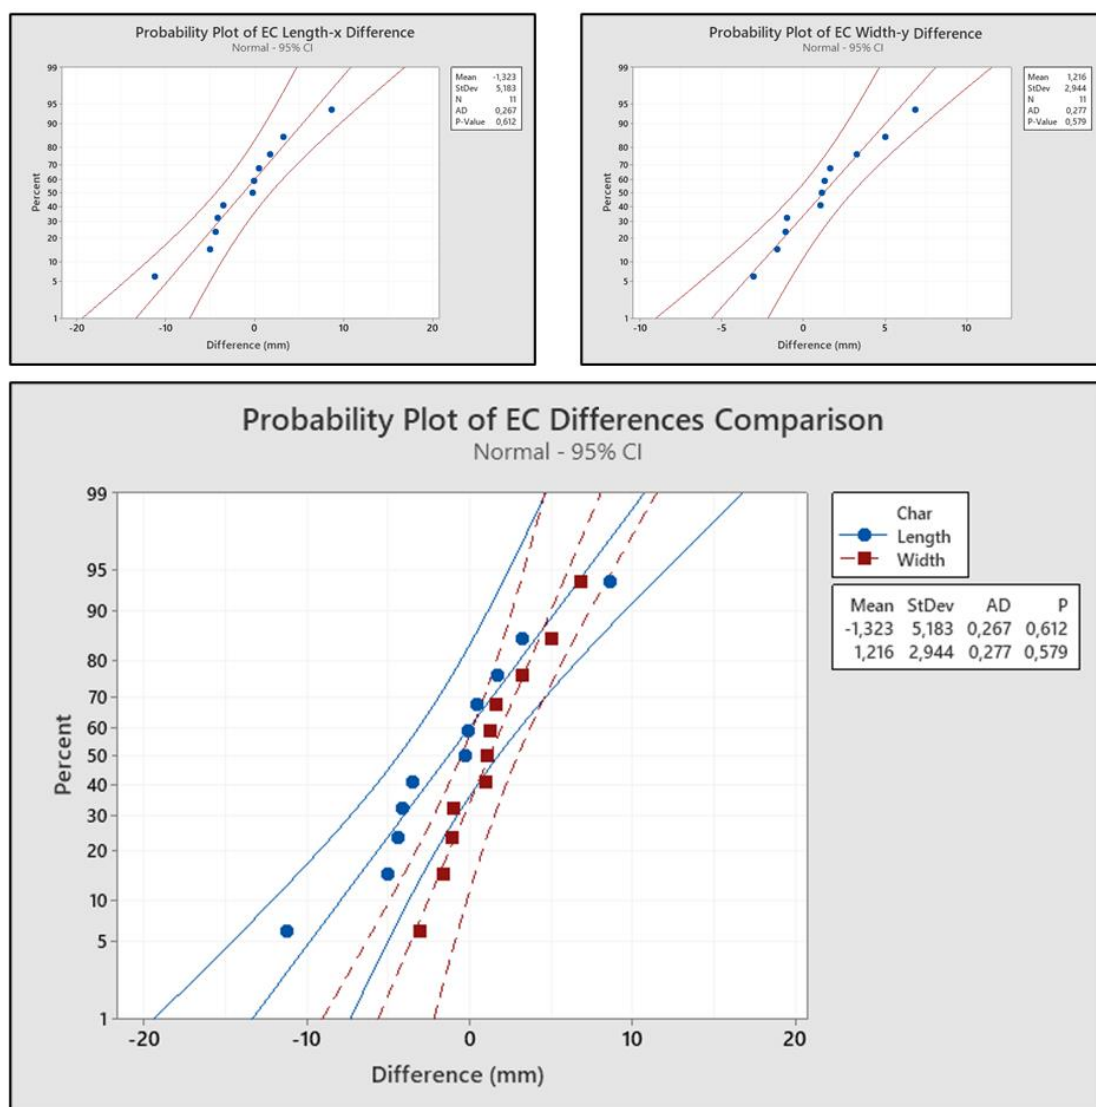 Probability Plot of EC Length-x Difference
Normal - 95% CI
99
95
90
80
70
60
50
40
30
20
10
5
1
Percent
-20
-10
0
10
20
Difference (mm)
Mean -1,323
StDev 5,183
N 11
AD 0,267
P-Value 0,612
Probability Plot of EC Width-y Difference
Normal - 95% CI
99
95
90
80
70
60
50
40
30
20
10
5
1
Percent
-10
-5
0
5
10
Difference (mm)
Mean 1,216
StDev 2,944
N 11
AD 0,277
P-Value 0,579
Probability Plot of EC Differences Comparison
Normal - 95% CI
99
95
90
80
70
60
50
40
30
20
10
5
1
Percent
-20
-10
0
10
20
Difference (mm)
Char
Length
Width
Mean StDev AD P
-1,323 5,183 0,267 0,612
1,216 2,944 0,277 0,579